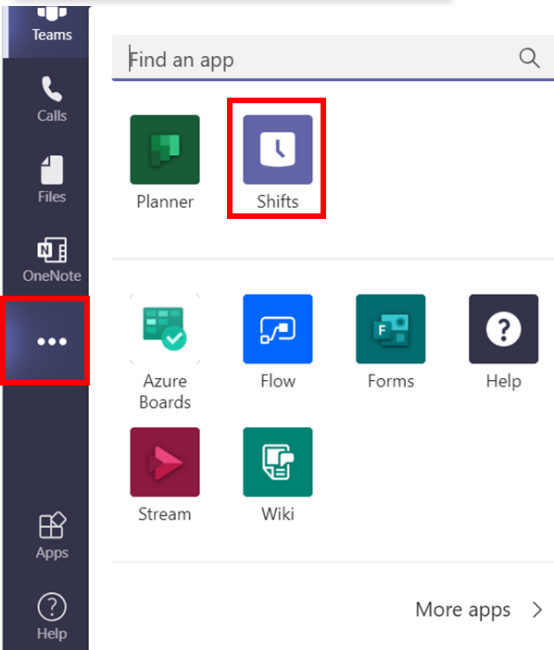 Teams
Calls
Files
N
OneNote
Find an app
Planner
Shifts
Azure
Boards
Flow
F
Forms
?
Help
Stream
Wiki
More apps
Apps
?
Help